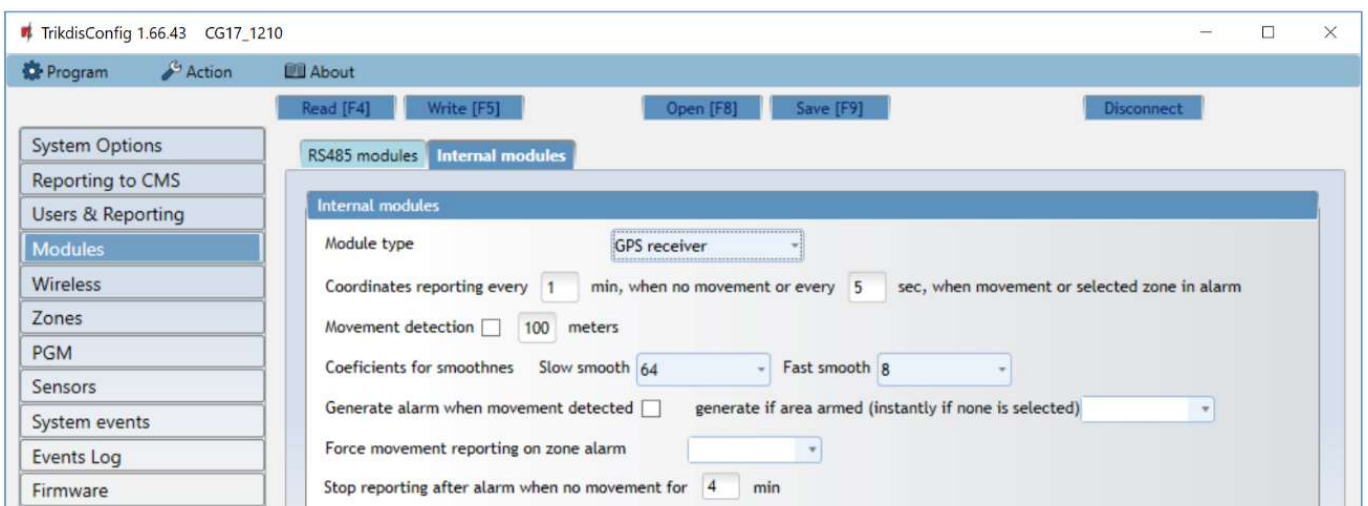 TrikdisConfig 1.66.43 CG17_1210
Program Action About
Read [F4] Write [F5] Open [F8] Save [F9] Disconnect
System Options
Reporting to CMS
Users & Reporting
Modules
Wireless
Zones
PGM
Sensors
System events
Events Log
Firmware
RS485 modules Internal modules
Internal modules
Module type GPS receiver
Coordinates reporting every 1 min, when no movement or every 5 sec, when movement or selected zone in alarm
Movement detection 100 meters
Coeficients for smoothnes Slow smooth 64 Fast smooth 8
Generate alarm when movement detected generate if area armed (instantly if none is selected)
Force movement reporting on zone alarm
Stop reporting after alarm when no movement for 4 min